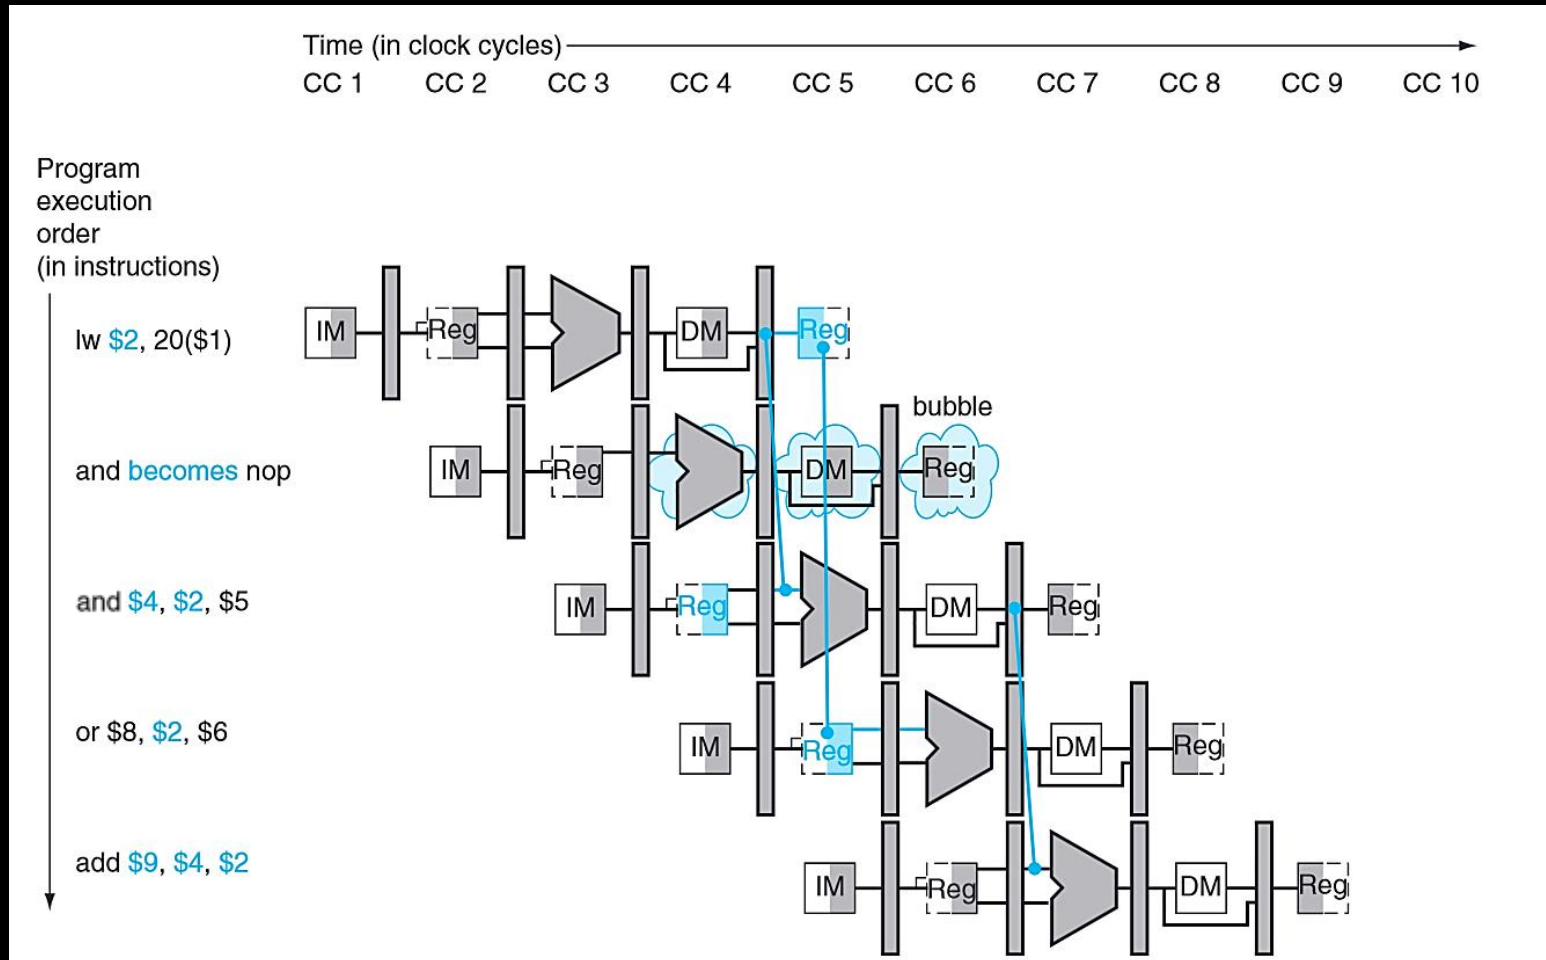 Time (in clock cycles)
CC 1 CC 2 CC 3 CC 4 CC 5 CC 6 CC 7 CC 8 CC 9 CC 10
Program
execution
order
(in instructions)
lw $2, 20($1)
IM Reg DM Reg
bubble
and becomes nop
IM Reg DM Reg
and $4, $2, $5
IM Reg DM Reg
or $8, $2, $6
IM Reg DM Reg
add $9, $4, $2
IM Reg DM Reg